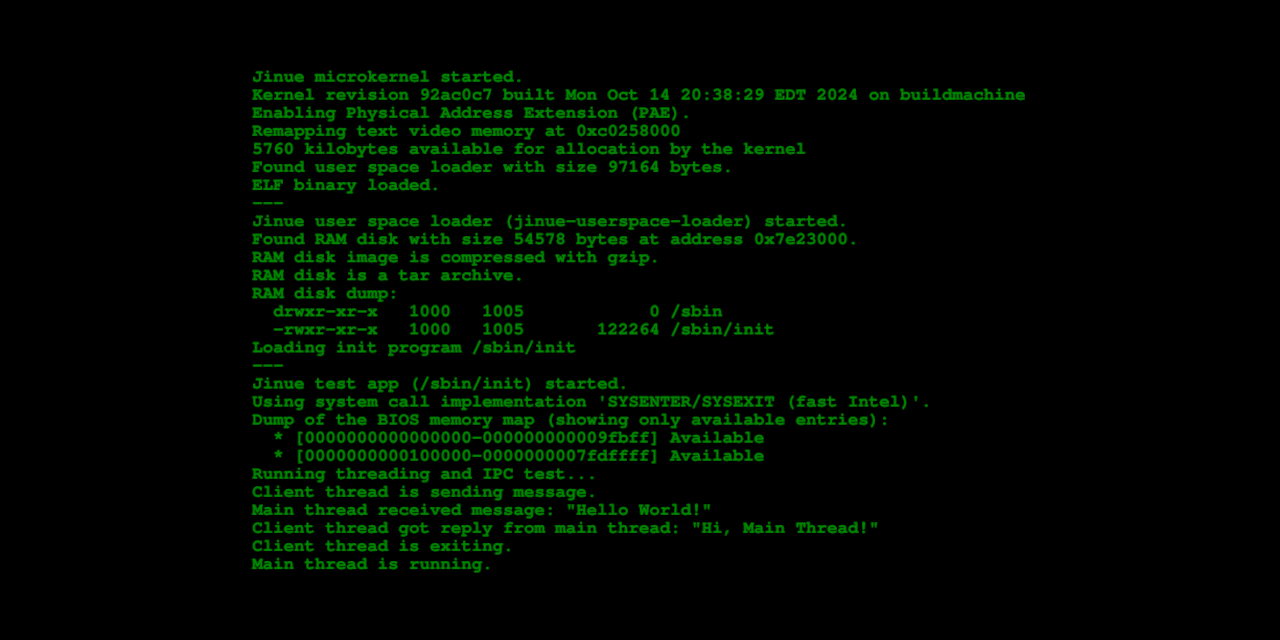 Jinue microkernel started.
Kernel revision 92ac0c7 built Mon Oct 14 20:38:29 EDT 2024 on buildmachine
Enabling Physical Address Extension (PAE).
Remapping text video memory at 0xc0258000
5760 kilobytes available for allocation by the kernel
Found user space loader with size 97164 bytes.
ELF binary loaded.
---
Jinue user space loader (jinue-userspace-loader) started.
Found RAM disk with size 54578 bytes at address 0x7e23000.
RAM disk image is compressed with gzip.
RAM disk is a tar archive.
RAM disk dump:
  drwxr-xr-x   1000   1005            0 /sbin
  -rwxr-xr-x   1000   1005       122264 /sbin/init
Loading init program /sbin/init
---
Jinue test app (/sbin/init) started.
Using system call implementation 'SYSENTER/SYSEXIT (fast Intel)'.
Dump of the BIOS memory map (showing only available entries):
  * [0000000000000000-000000000009fbff] Available
  * [0000000000100000-0000000007fdffff] Available
Running threading and IPC test...
Client thread is sending message.
Main thread received message: "Hello World!"
Client thread got reply from main thread: "Hi, Main Thread!"
Client thread is exiting.
Main thread is running.